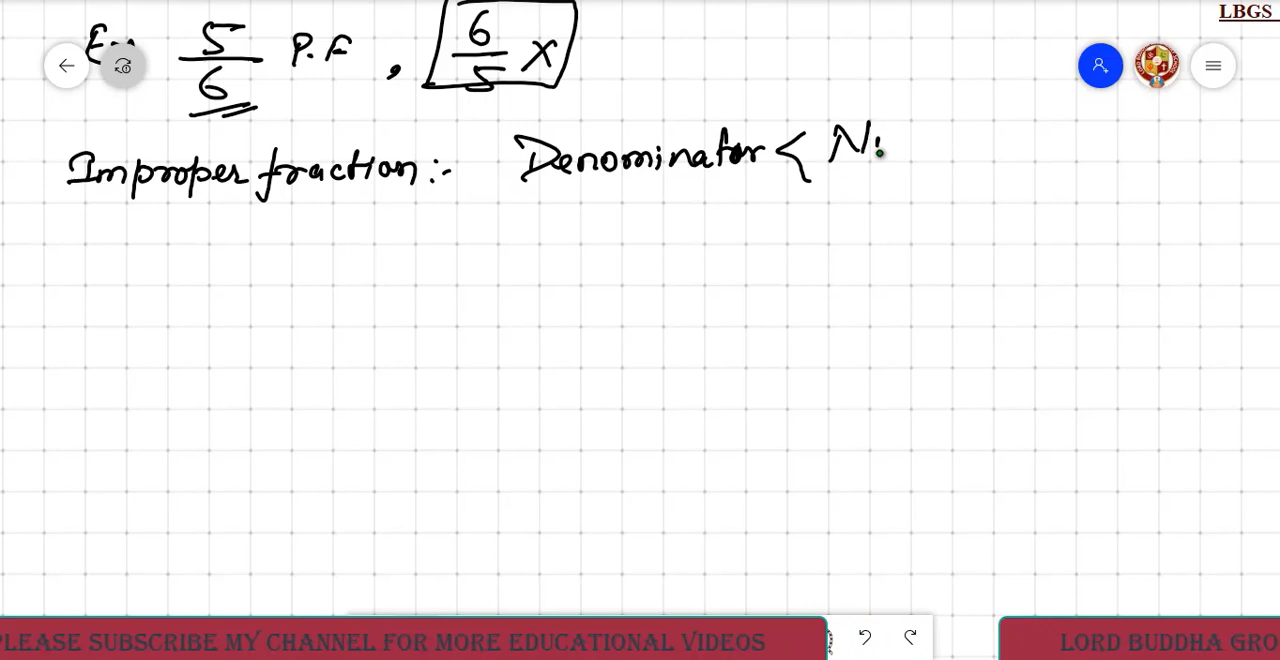 LBGS
Ex 5/6 P.F , 6/5 X
Improper fraction :- Denominator < N
PLEASE SUBSCRIBE MY CHANNEL FOR MORE EDUCATIONAL VIDEOS
LORD BUDDHA GRO